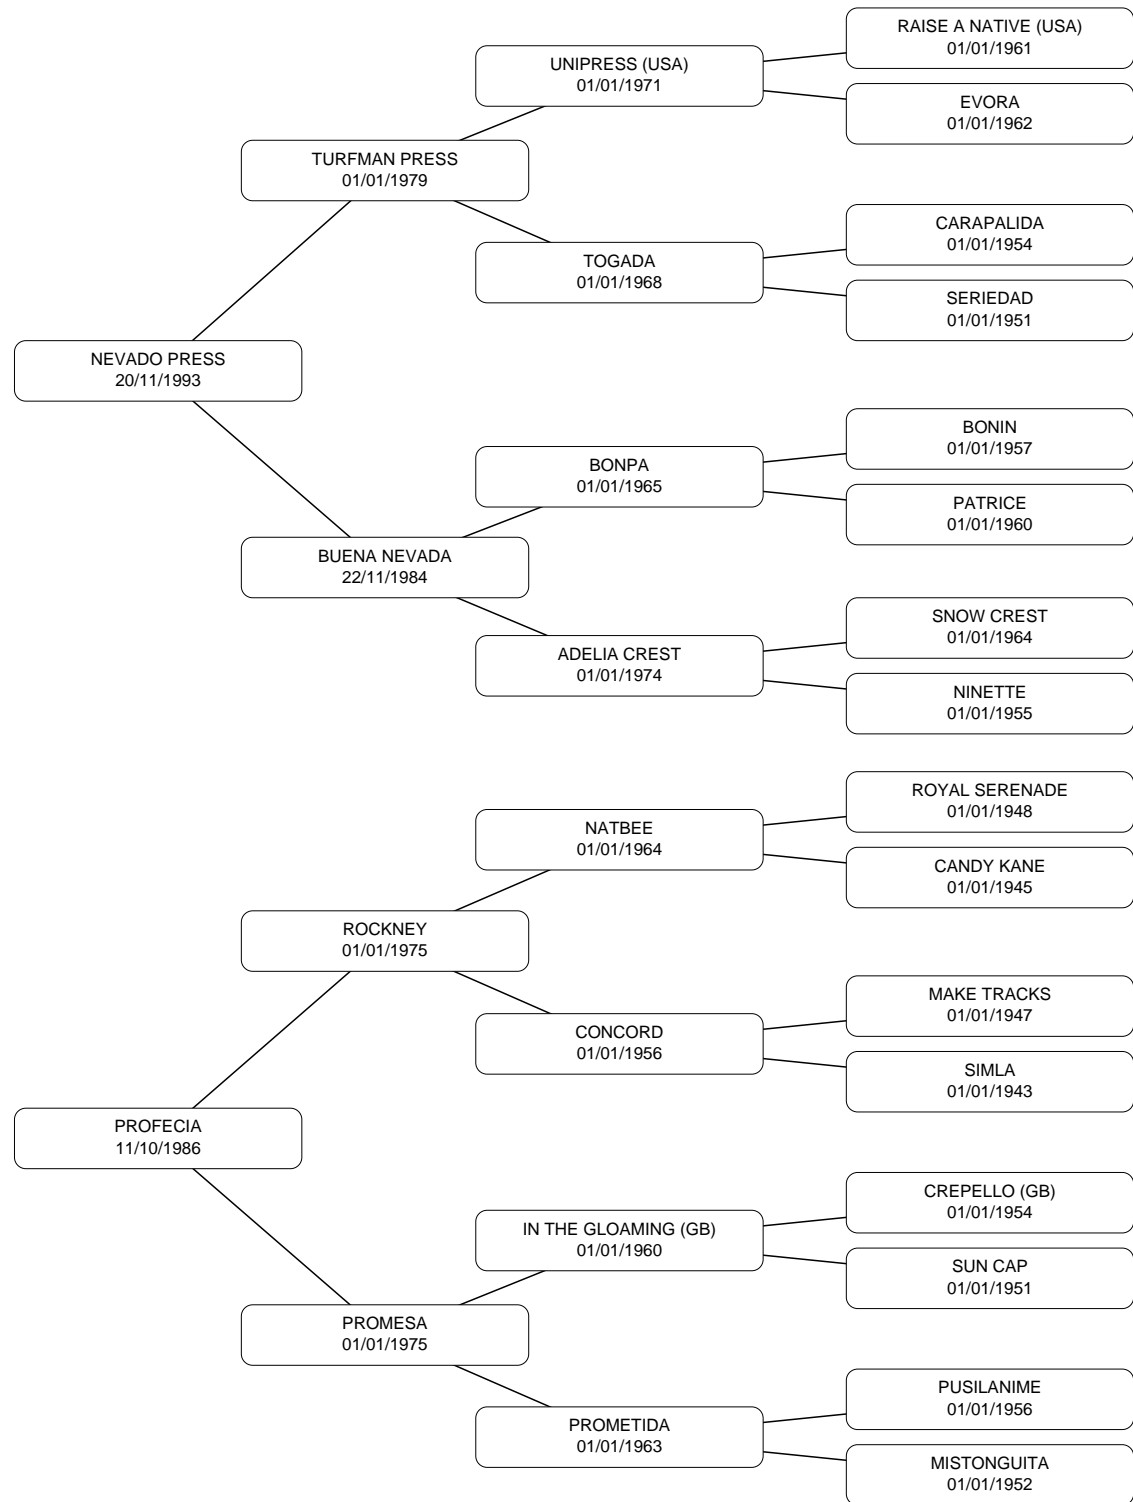 RAISE A NATIVE (USA)
01/01/1961
UNIPRESS (USA)
01/01/1971
EVORA
01/01/1962
TURFMAN PRESS
01/01/1979
CARAPALIDA
01/01/1954
TOGADA
01/01/1968
SERIEDAD
01/01/1951
NEVADO PRESS
20/11/1993
BONIN
01/01/1957
BONPA
01/01/1965
PATRICE
01/01/1960
BUENA NEVADA
22/11/1984
SNOW CREST
01/01/1964
ADELIA CREST
01/01/1974
NINETTE
01/01/1955
ROYAL SERENADE
01/01/1948
NATBEE
01/01/1964
CANDY KANE
01/01/1945
ROCKNEY
01/01/1975
MAKE TRACKS
01/01/1947
CONCORD
01/01/1956
SIMLA
01/01/1943
PROFECIA
11/10/1986
CREPELLO (GB)
01/01/1954
IN THE GLOAMING (GB)
01/01/1960
SUN CAP
01/01/1951
PROMESA
01/01/1975
PUSILANIME
01/01/1956
PROMETIDA
01/01/1963
MISTONGUITA
01/01/1952